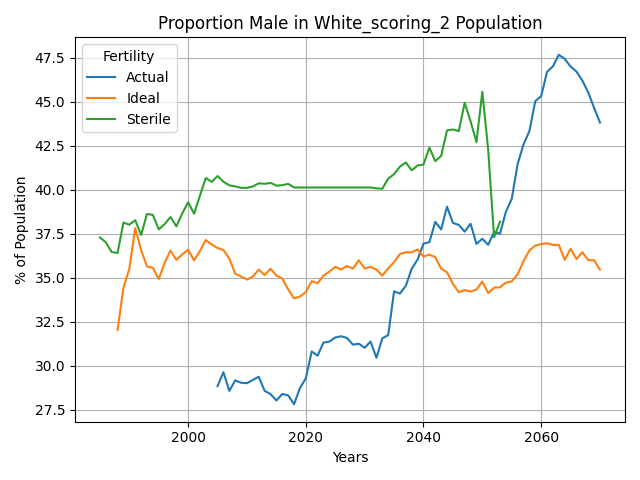 Proportion Male in White_scoring_2 Population
Fertility
Actual
Ideal
Sterile
47.5
45.0
42.5
40.0
37.5
35.0
32.5
30.0
27.5
% of Population
2000
2020
2040
2060
Years